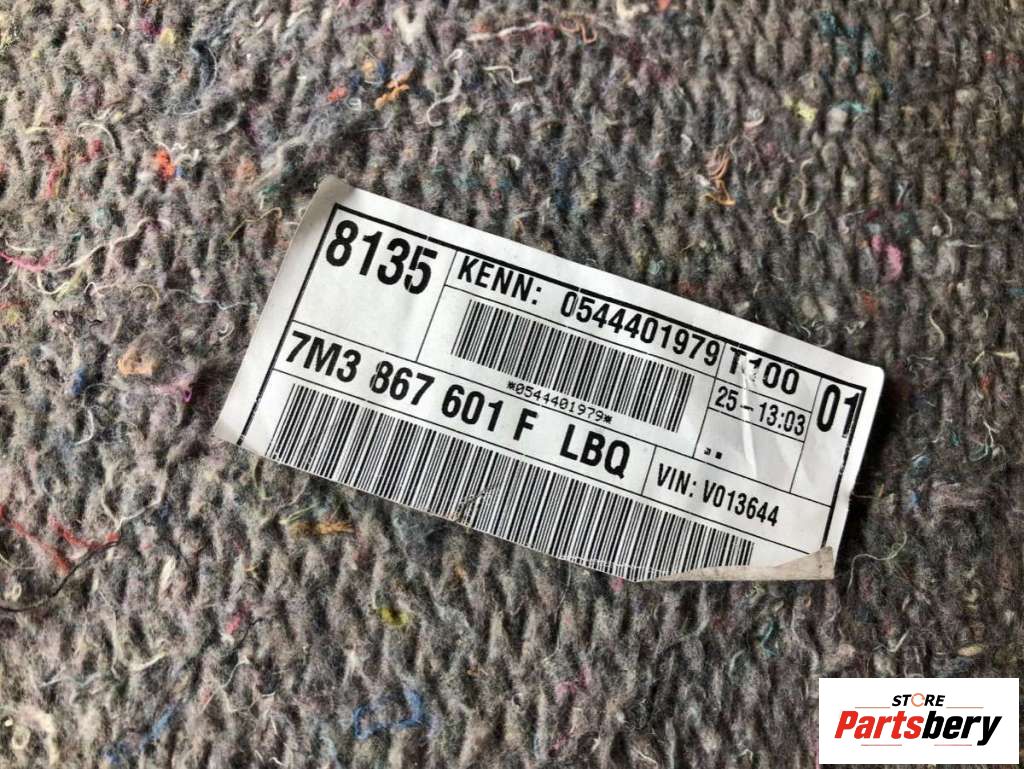 8135
KENN: 0544401979
T100
01
25-13:03
*0544401979*
7M3 867 601 F LBQ
VIN: V013644
STORE
Partsbery